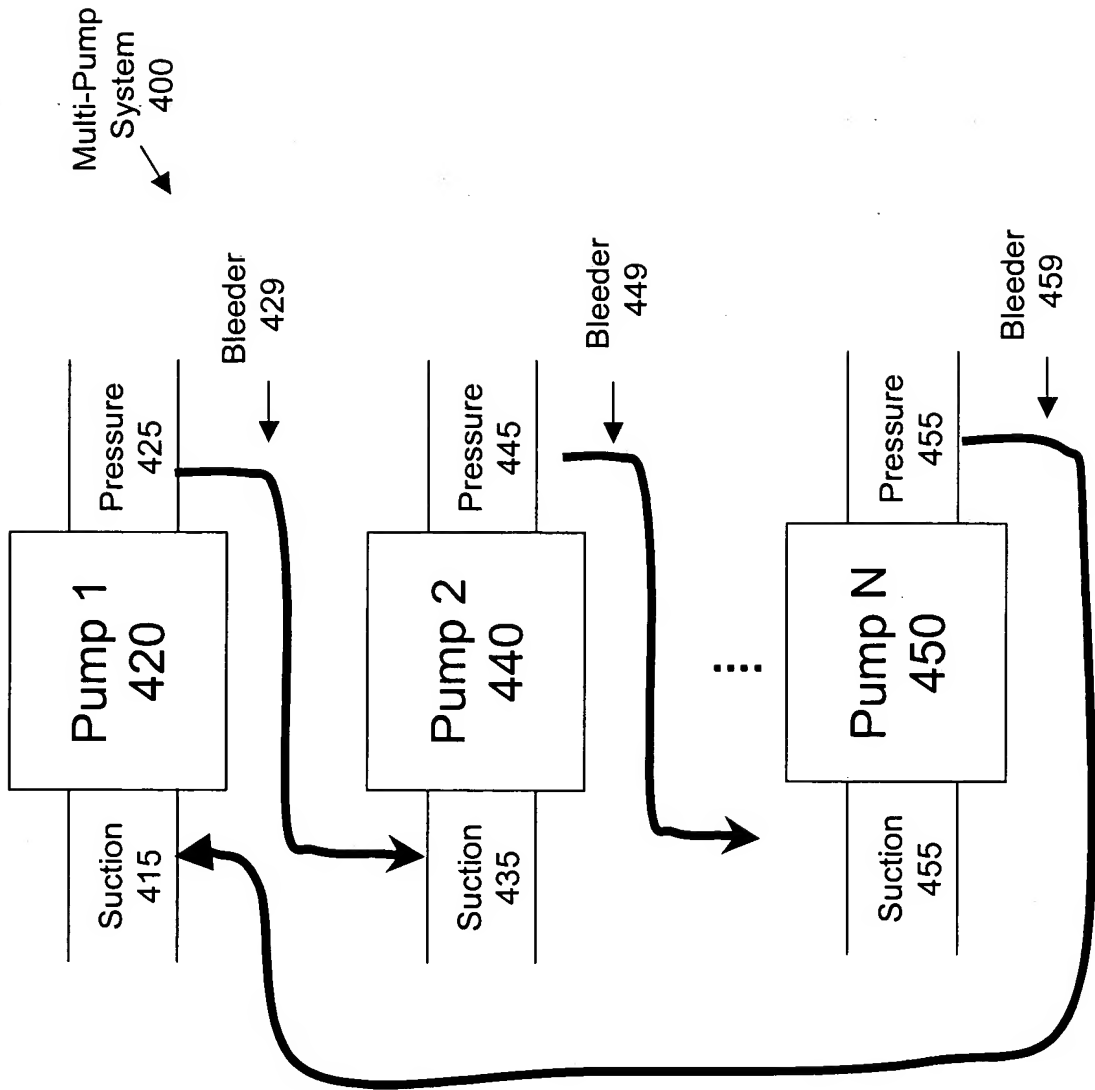 Multi-Pump
System
400
Suction
415
Pump 1
420
Pressure
425
Bleeder
429
Suction
435
Pump 2
440
Pressure
445
Bleeder
449
....
Suction
455
Pump N
450
Pressure
455
Bleeder
459